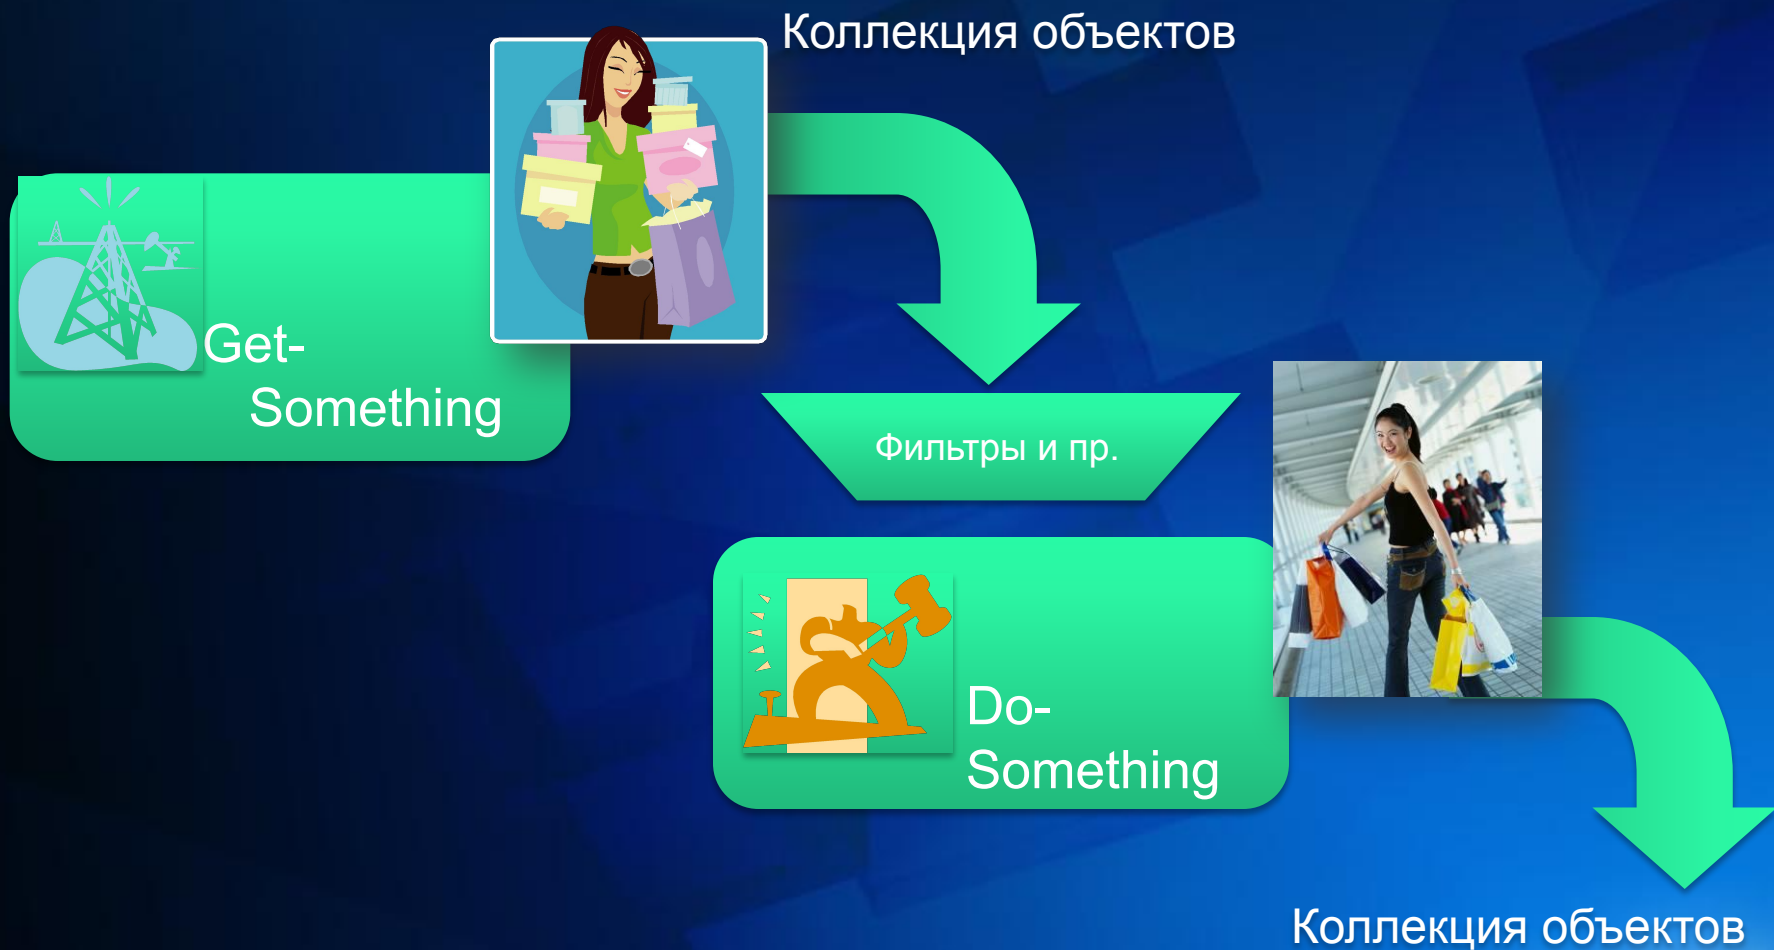 Коллекция объектов
Get-
Something
Фильтры и пр.
Do-
Something
Коллекция объектов